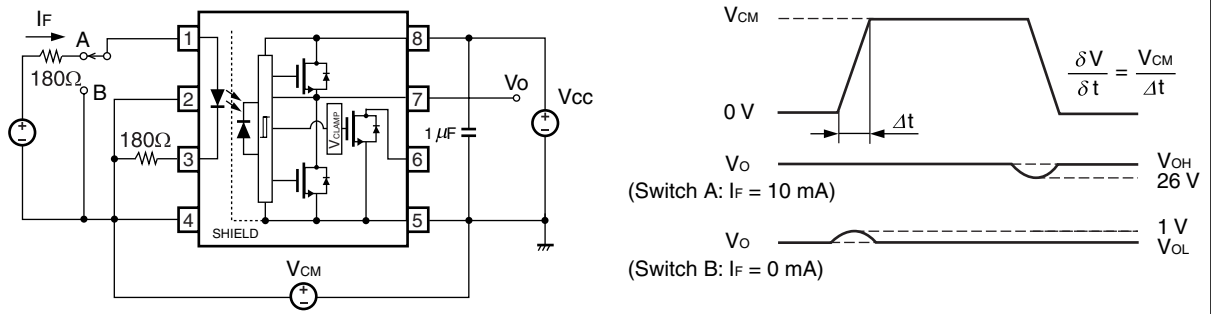 IF
A
180Ω
B
180Ω
1
2
3
4
SHIELD
VCLAMP
8
7
6
5
VO
1 μF
VCC
VCM
VCM
0 V
Δt
δV
δt
=
VCM
Δt
VO
(Switch A: IF = 10 mA)
VOH
26 V
VO
(Switch B: IF = 0 mA)
1 V
VOL